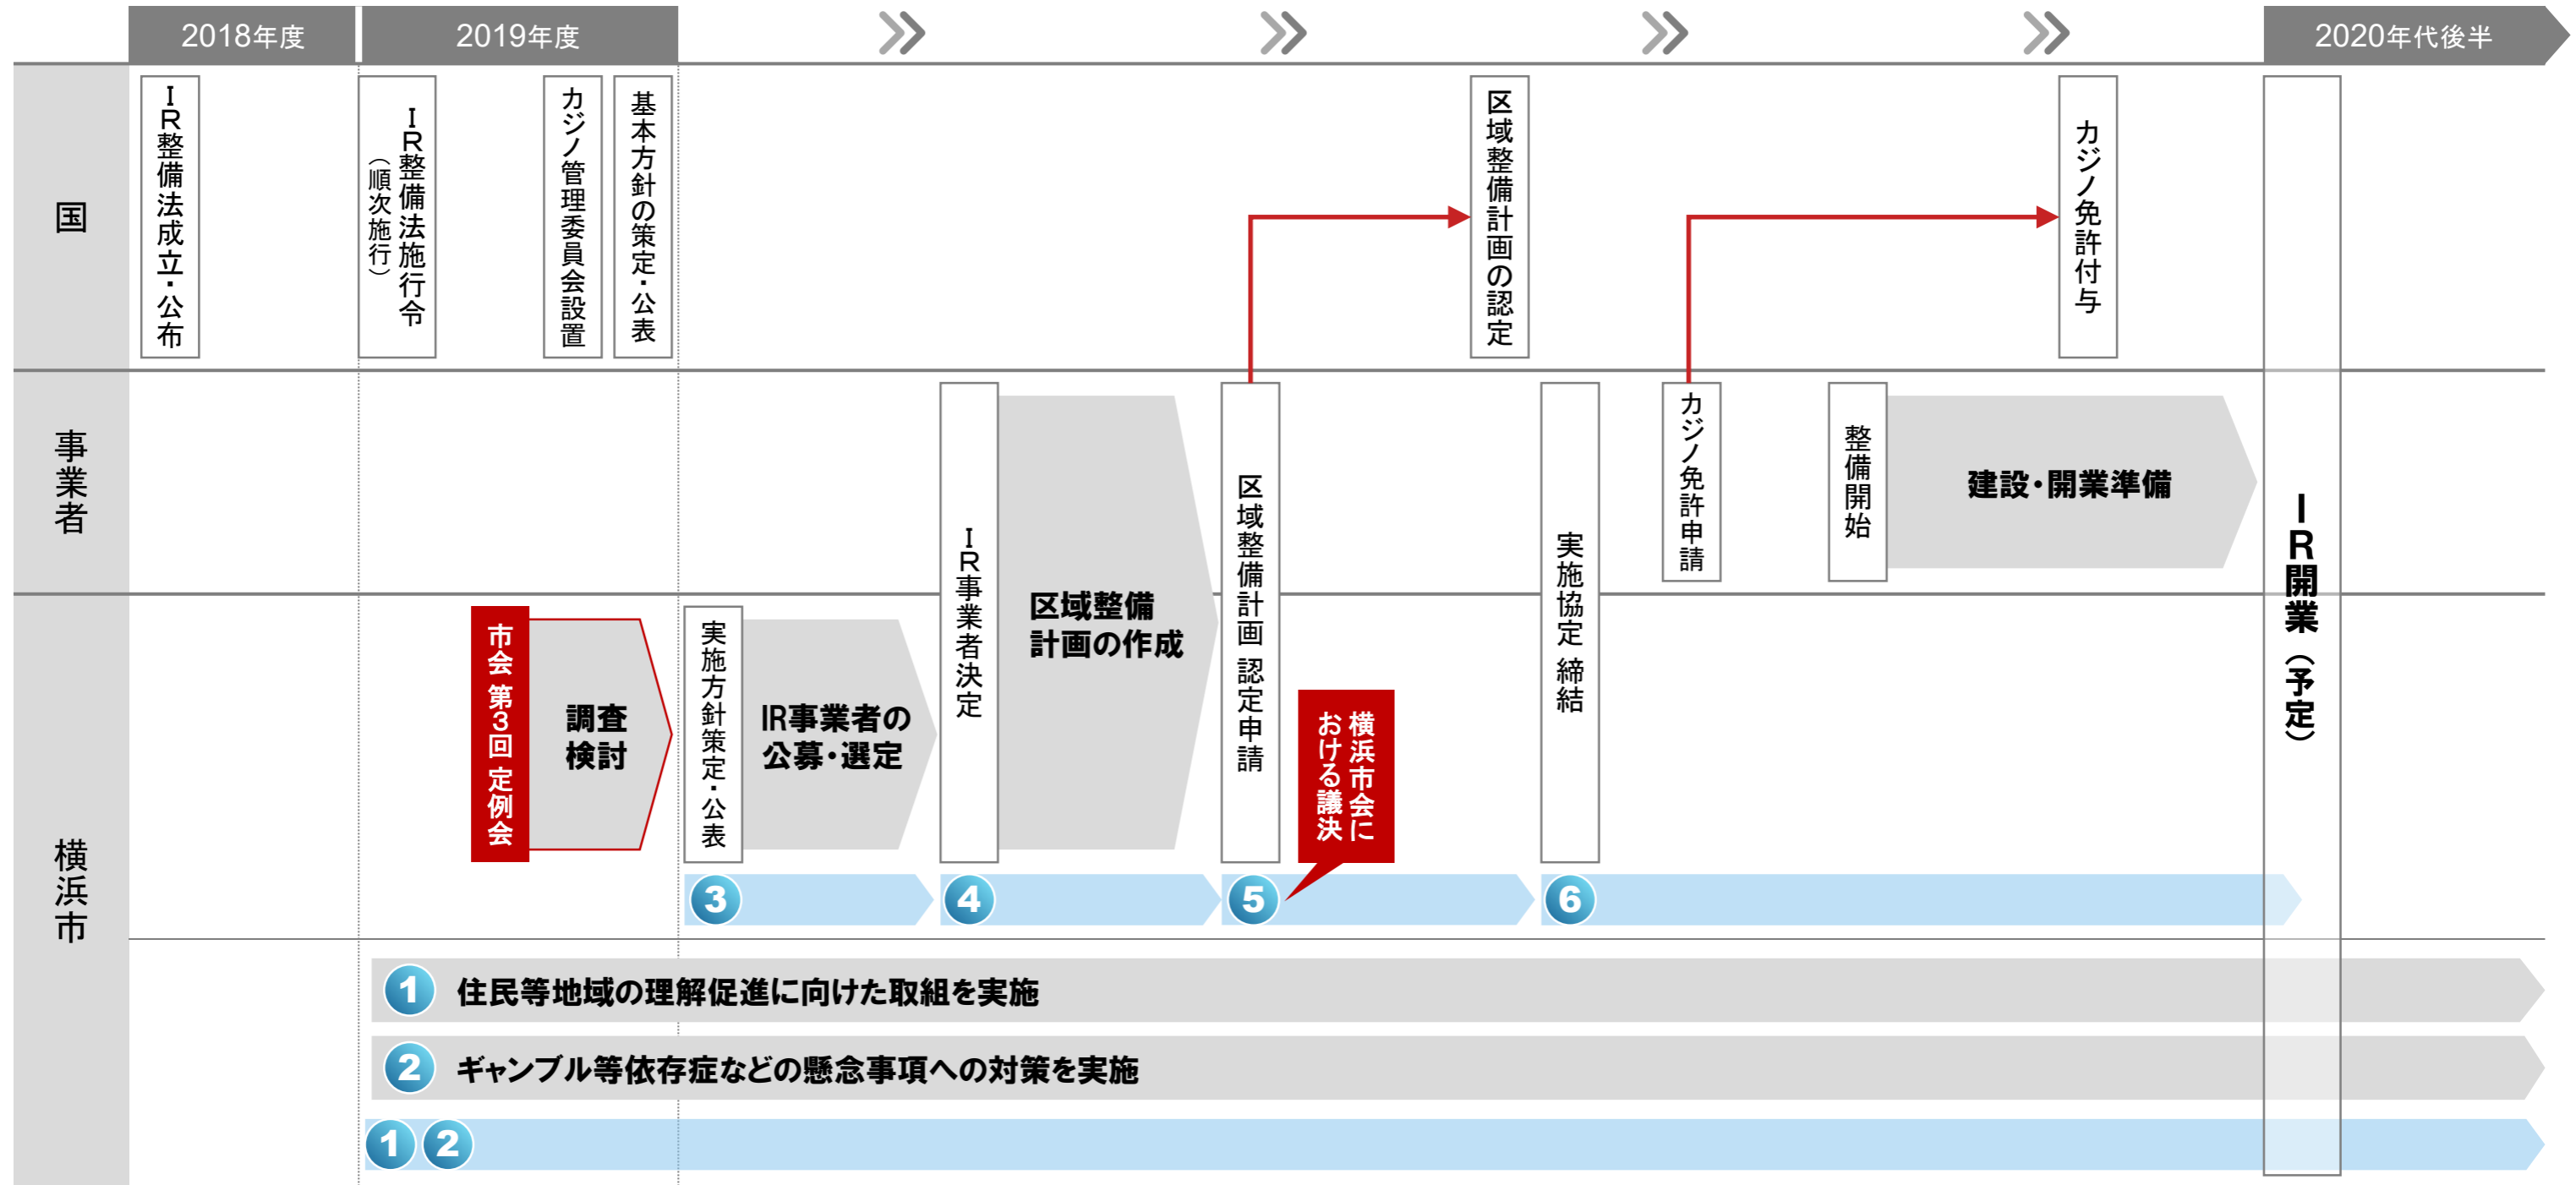 2018年度
2019年度
2020年代後半
国
IR整備法成立・公布
IR整備法施行令
（順次施行）
カジノ管理委員会設置
基本方針の策定・公表
区域整備計画の認定
カジノ免許付与
事業者
IR事業者決定
区域整備
計画の作成
区域整備計画 認定申請
実施協定 締結
カジノ免許申請
整備開始
建設・開業準備
IR開業（予定）
横浜市
市会 第3回 定例会
調査
検討
実施方針策定・公表
IR事業者の
公募・選定
横浜市会に
おける議決
3
4
5
6
1 住民等地域の理解促進に向けた取組を実施
2 ギャンブル等依存症などの懸念事項への対策を実施
1 2